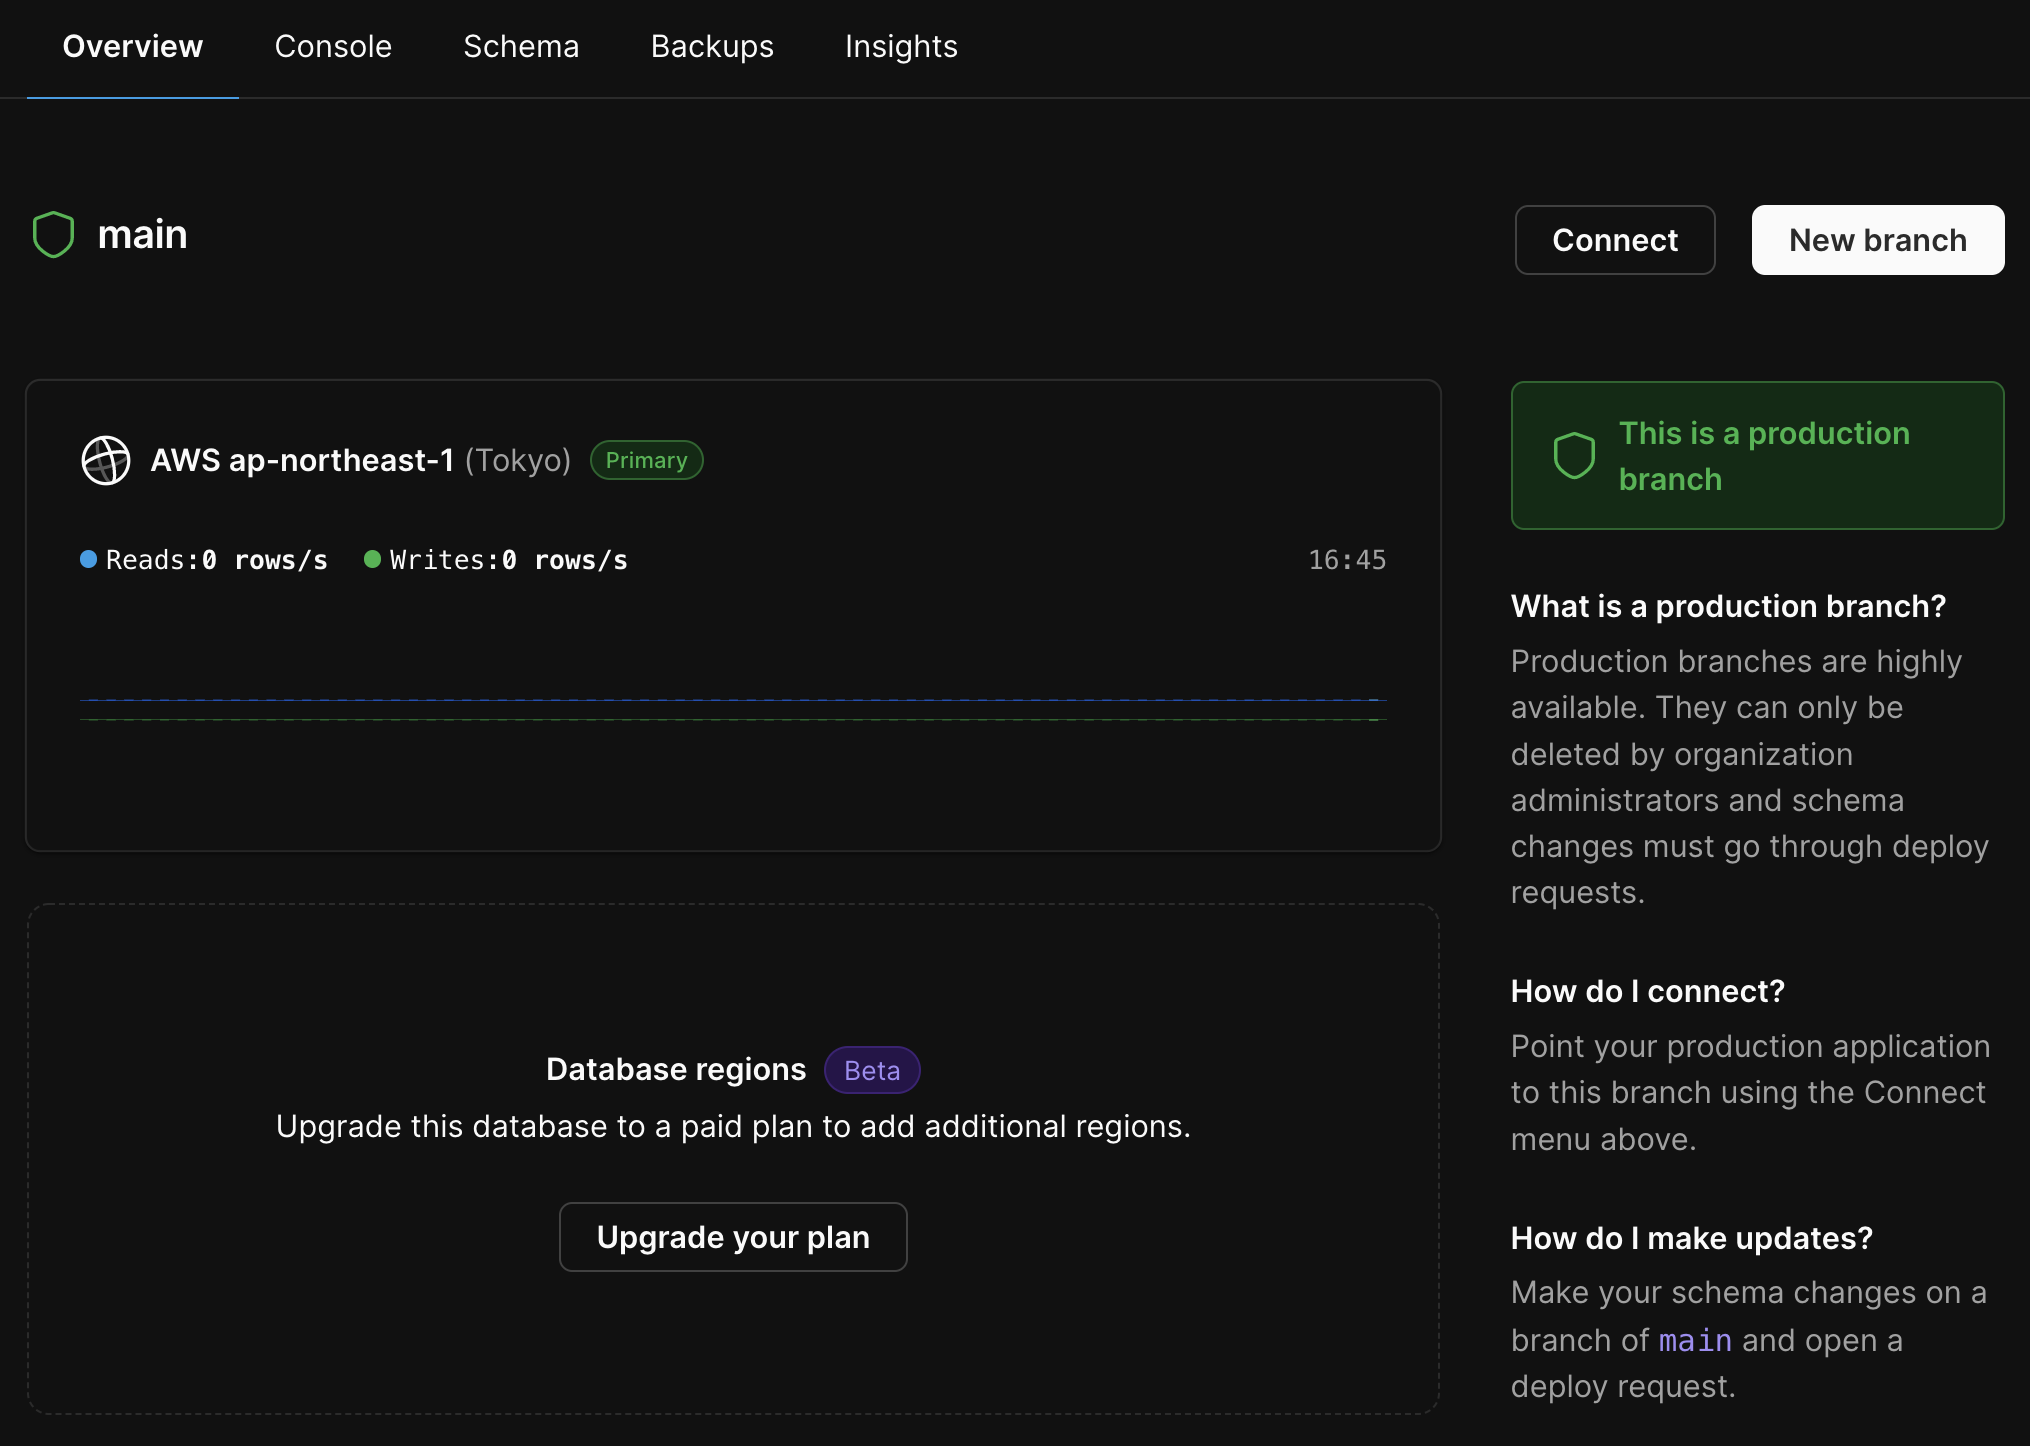 Overview Console Schema Backups Insights
main
Connect
New branch
AWS ap-northeast-1 (Tokyo) Primary
Reads:0 rows/s Writes:0 rows/s 16:45
Database regions Beta
Upgrade this database to a paid plan to add additional regions.
Upgrade your plan
This is a production
branch
What is a production branch?
Production branches are highly
available. They can only be
deleted by organization
administrators and schema
changes must go through deploy
requests.
How do I connect?
Point your production application
to this branch using the Connect
menu above.
How do I make updates?
Make your schema changes on a
branch of main and open a
deploy request.